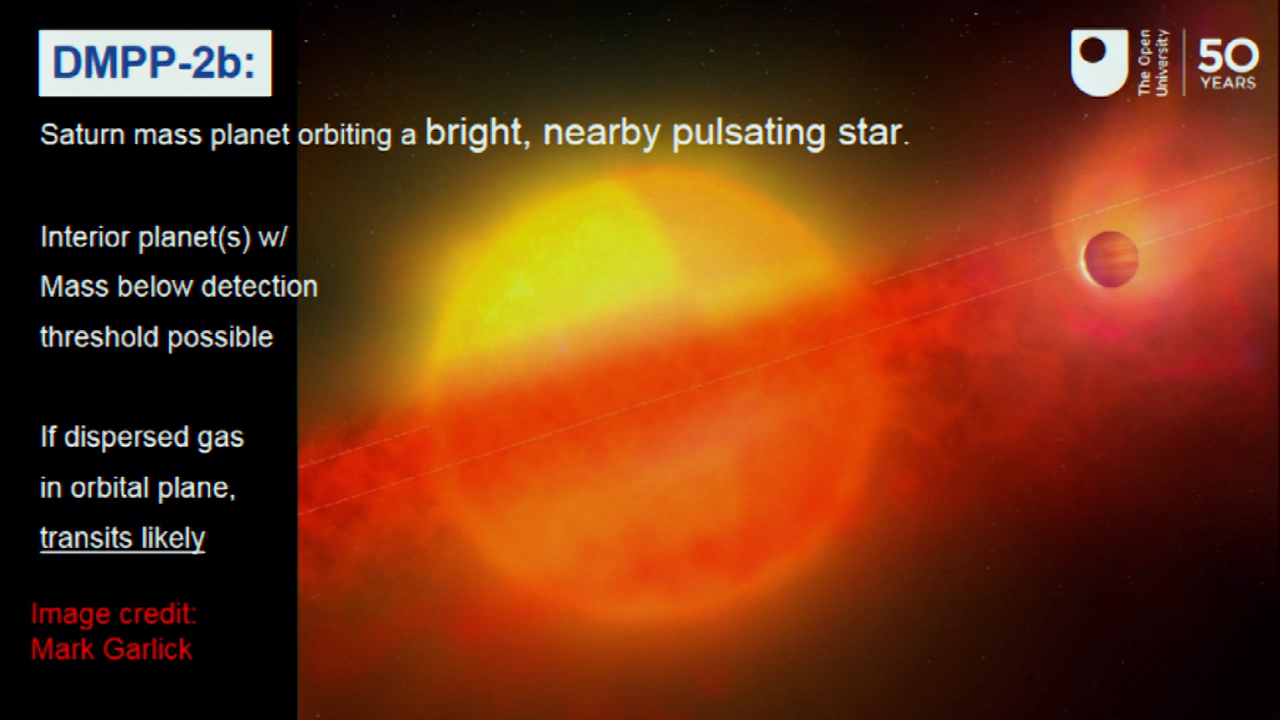 DMPP-2b:
The Open
University
50
YEARS
Saturn mass planet orbiting a bright, nearby pulsating star.
Interior planet(s) w/
Mass below detection
threshold possible
If dispersed gas
in orbital plane,
transits likely
Image credit:
Mark Garlick